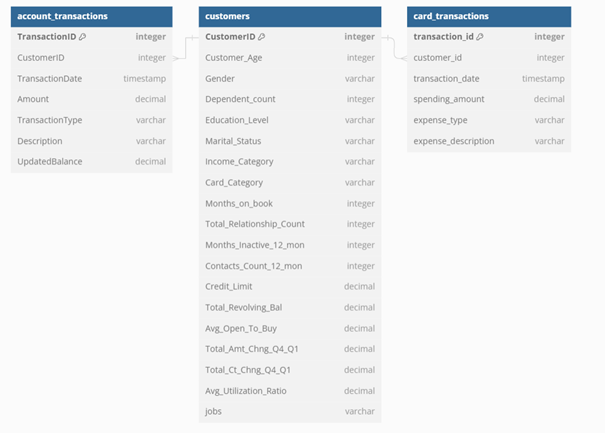 account_transactions
TransactionID integer
CustomerID integer
TransactionDate timestamp
Amount decimal
TransactionType varchar
Description varchar
UpdatedBalance decimal
customers
CustomerID integer
Customer_Age integer
Gender varchar
Dependent_count integer
Education_Level varchar
Marital_Status varchar
Income_Category varchar
Card_Category varchar
Months_on_book integer
Total_Relationship_Count integer
Months_Inactive_12_mon integer
Contacts_Count_12_mon integer
Credit_Limit decimal
Total_Revolving_Bal decimal
Avg_Open_To_Buy decimal
Total_Amt_Chng_Q4_Q1 decimal
Total_Ct_Chng_Q4_Q1 decimal
Avg_Utilization_Ratio decimal
jobs varchar
card_transactions
transaction_id integer
customer_id integer
transaction_date timestamp
spending_amount decimal
expense_type varchar
expense_description varchar